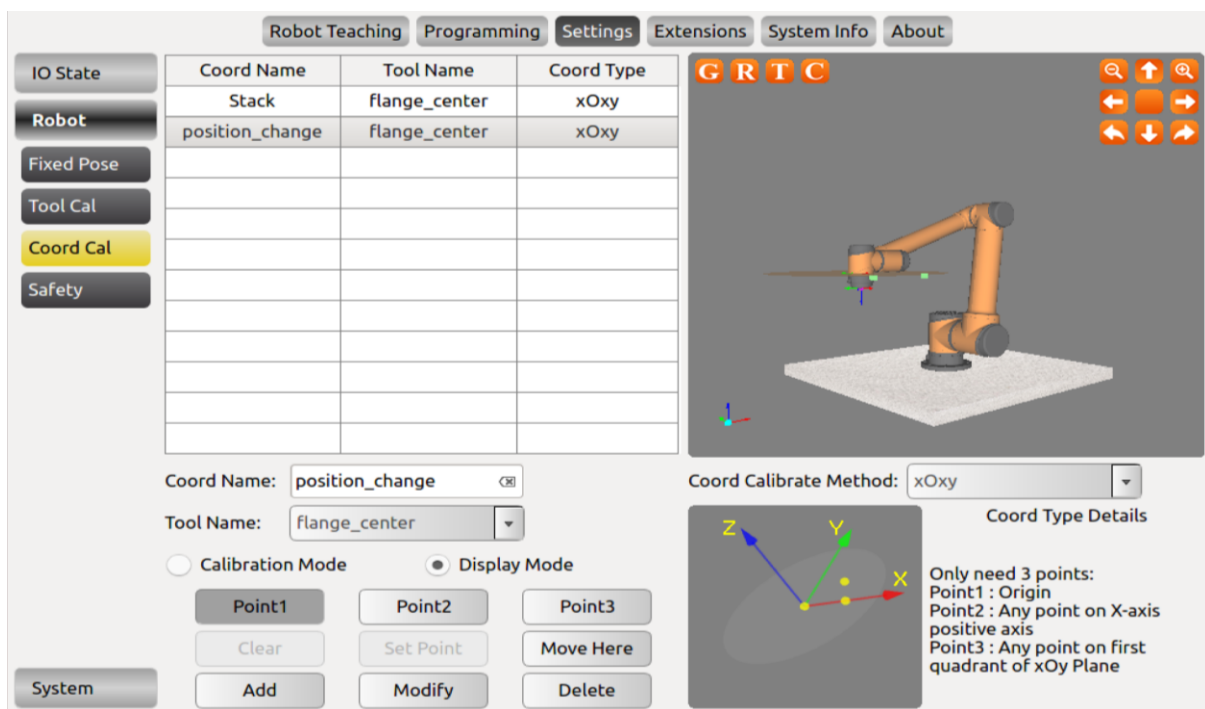 Robot Teaching Programming Settings Extensions System Info About
IO State
Robot
Fixed Pose
Tool Cal
Coord Cal
Safety
System
Coord Name Tool Name Coord Type
Stack flange_center xOxy
position_change flange_center xOxy
G R T C
Coord Name: position_change
Tool Name: flange_center
Calibration Mode Display Mode
Point1 Point2 Point3
Clear Set Point Move Here
Add Modify Delete
Coord Calibrate Method: xOxy
Z Y X
Coord Type Details
Only need 3 points:
Point1 : Origin
Point2 : Any point on X-axis
positive axis
Point3 : Any point on first
quadrant of xOy Plane